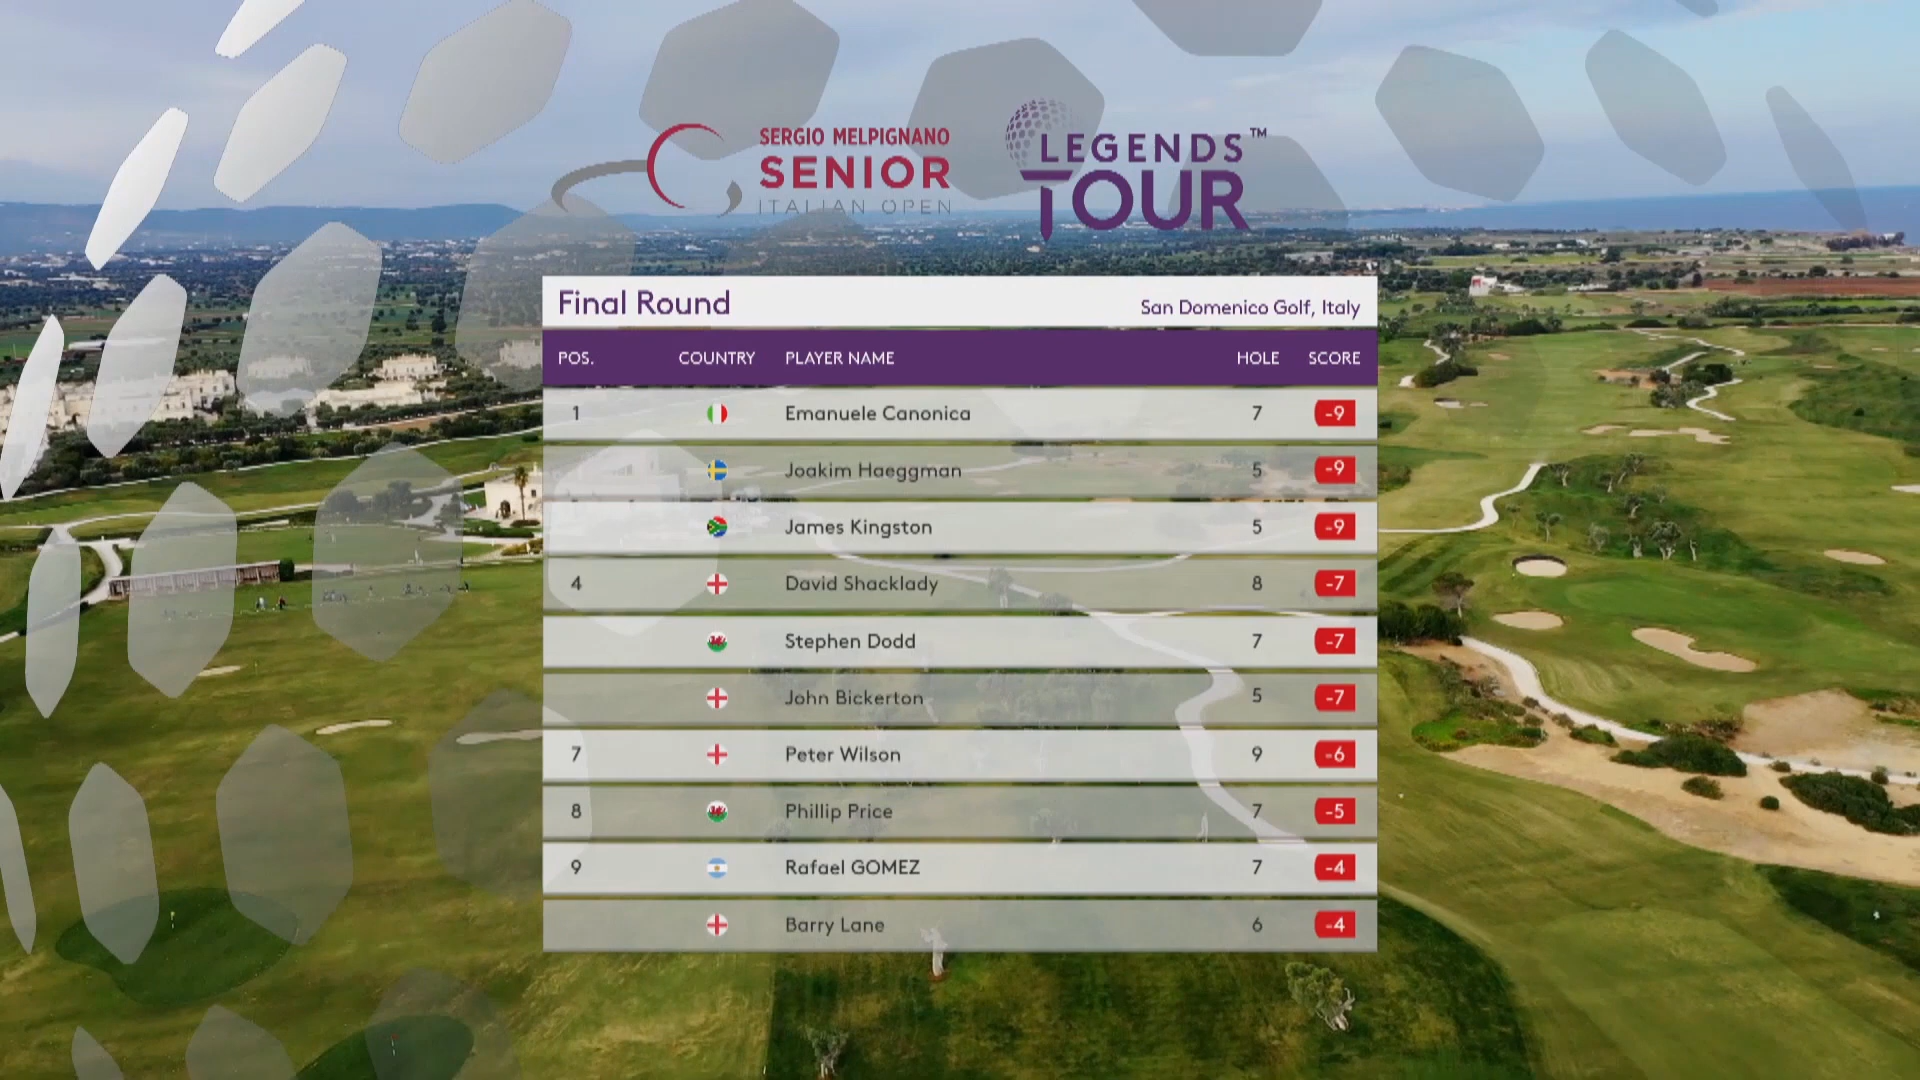 SERGIO MELPIGNANO
SENIOR
ITALIAN OPEN
LEGENDS™
TOUR
Final Round San Domenico Golf, Italy
POS. COUNTRY PLAYER NAME HOLE SCORE
1 Emanuele Canonica 7 -9
Joakim Haeggman 5 -9
James Kingston 5 -9
4 David Shacklady 8 -7
Stephen Dodd 7 -7
John Bickerton 5 -7
7 Peter Wilson 9 -6
8 Phillip Price 7 -5
9 Rafael GOMEZ 7 -4
Barry Lane 6 -4